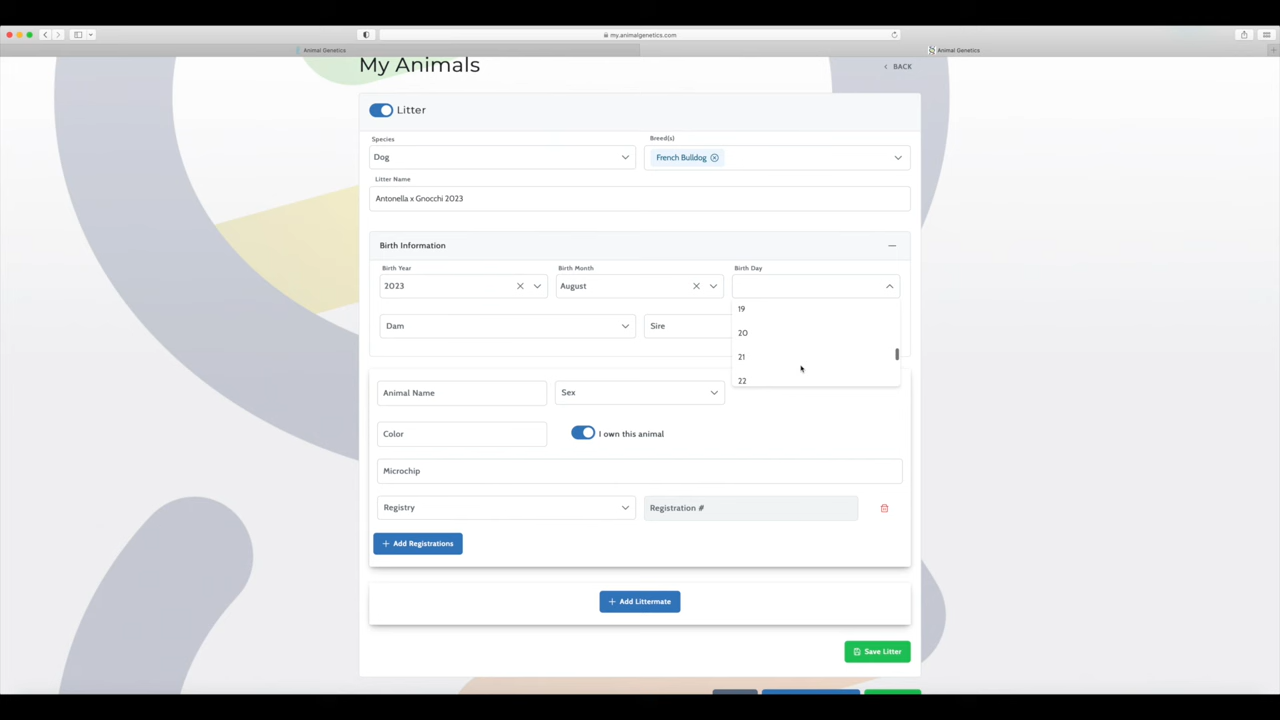 my.animalgenetics.com
Animal Genetics
Animal Genetics
My Animals
BACK
Litter
Species
Breed(s)
Dog
French Bulldog
Litter Name
Antonella x Gnocchi 2023
Birth Information
Birth Year
Birth Month
Birth Day
2023
August
19
20
21
22
Dam
Sire
Animal Name
Sex
Color
I own this animal
Microchip
Registry
Registration #
+ Add Registrations
+ Add Littermate
Save Litter